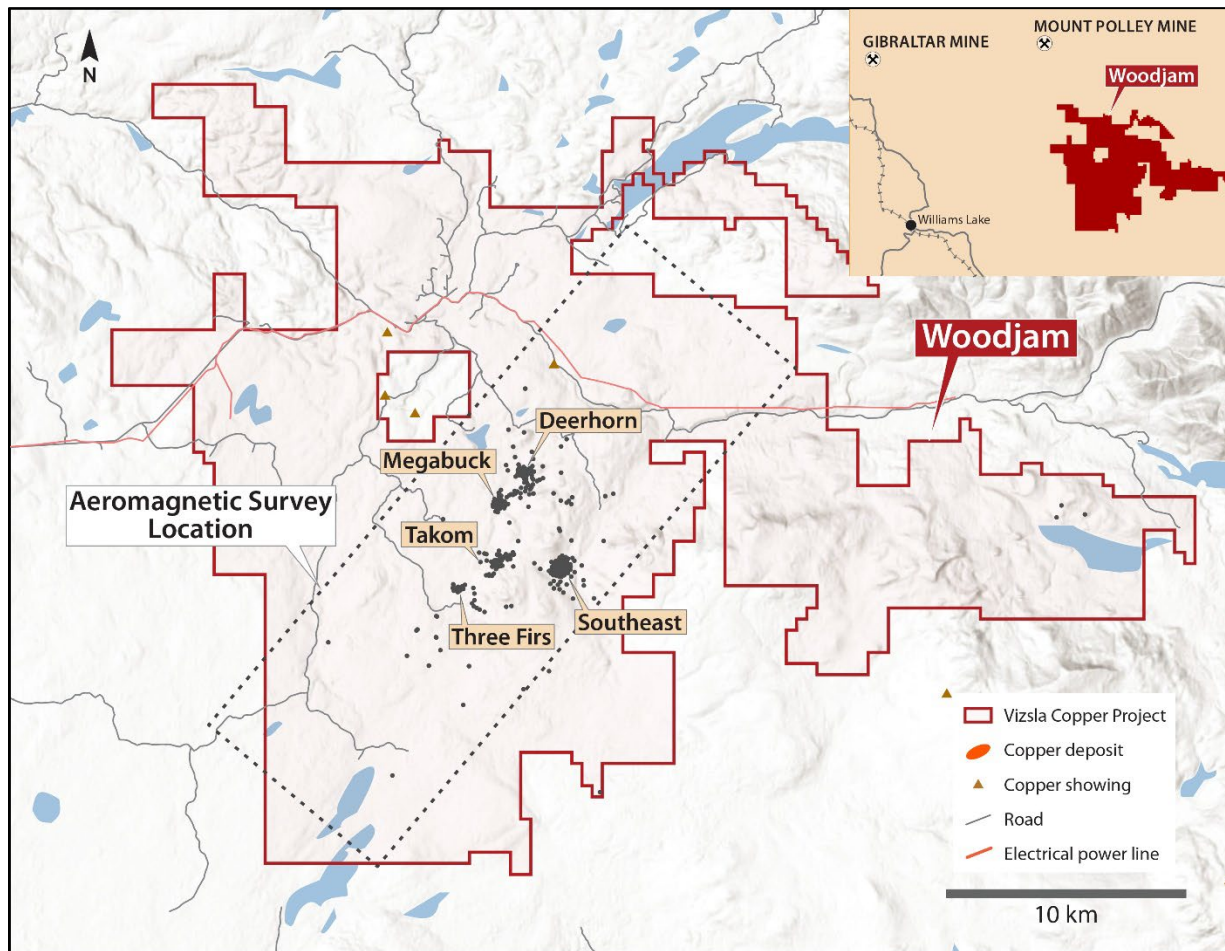 N
GIBRALTAR MINE
MOUNT POLLEY MINE
Woodjam
Williams Lake
Woodjam
Deerhorn
Megabuck
Aeromagnetic Survey
Location
Takom
Three Firs
Southeast
Vizsla Copper Project
Copper deposit
Copper showing
Road
Electrical power line
10 km